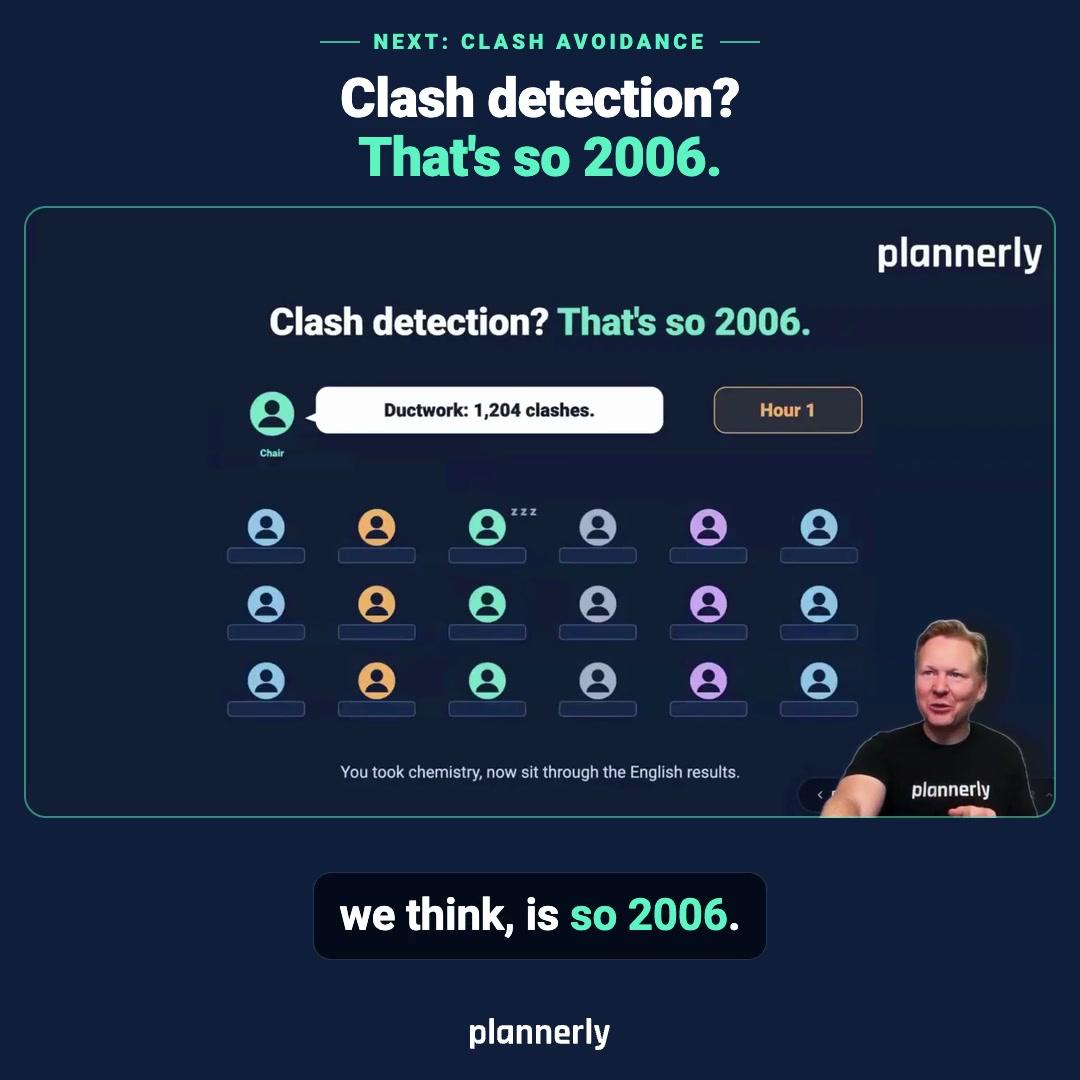 NEXT: CLASH AVOIDANCE
Clash detection?
That's so 2006.
plannerly
Clash detection? That's so 2006.
Ductwork: 1,204 clashes.
Hour 1
Chair
z z z
You took chemistry, now sit through the English results.
plannerly
we think, is so 2006.
plannerly